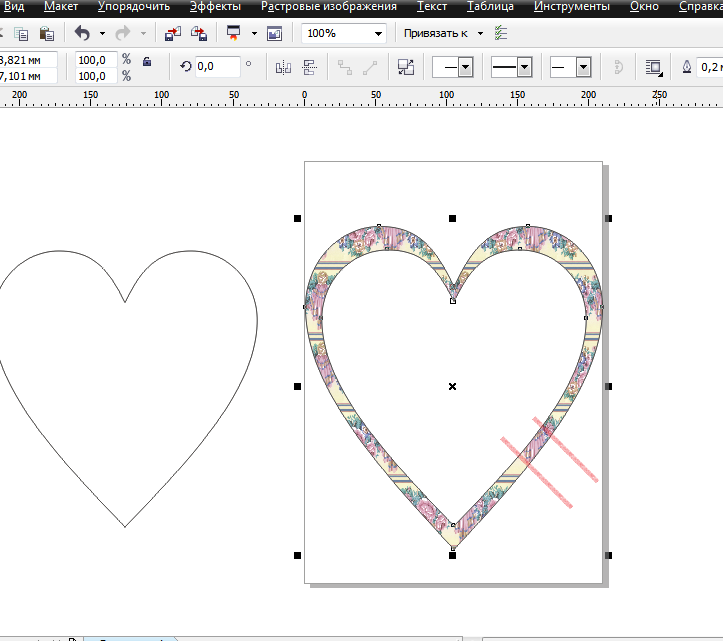 Вид Макет Упорядочить Эффекты Растровые изображения Текст Таблица Инструменты Окно Справка
100% Привязать к
3,821 мм 100,0 % 0,0 °
7,101 мм 100,0 % 0,2
200 150 100 50 0 50 100 150 200 250